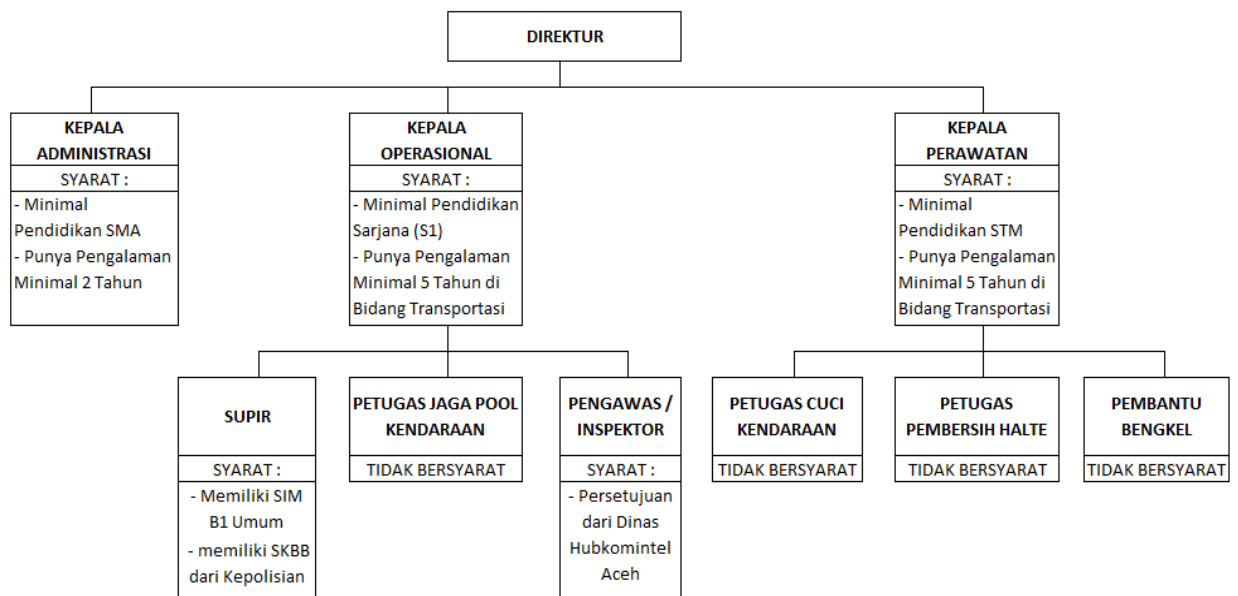 DIREKTUR
KEPALA
ADMINISTRASI
SYARAT :
- Minimal
Pendidikan SMA
- Punya Pengalaman
Minimal 2 Tahun
KEPALA
OPERASIONAL
SYARAT :
- Minimal Pendidikan
Sarjana (S1)
- Punya Pengalaman
Minimal 5 Tahun di
Bidang Transportasi
KEPALA
PERAWATAN
SYARAT :
- Minimal
Pendidikan STM
- Punya Pengalaman
Minimal 5 Tahun di
Bidang Transportasi
SUPIR
SYARAT :
- Memiliki SIM
B1 Umum
- memiliki SKBB
dari Kepolisian
PETUGAS JAGA POOL
KENDARAAN
TIDAK BERSYARAT
PENGAWAS /
INSPEKTOR
SYARAT :
- Persetujuan
dari Dinas
Hubkomintel
Aceh
PETUGAS CUCI
KENDARAAN
TIDAK BERSYARAT
PETUGAS
PEMBERSIH HALTE
TIDAK BERSYARAT
PEMBANTU
BENGKEL
TIDAK BERSYARAT